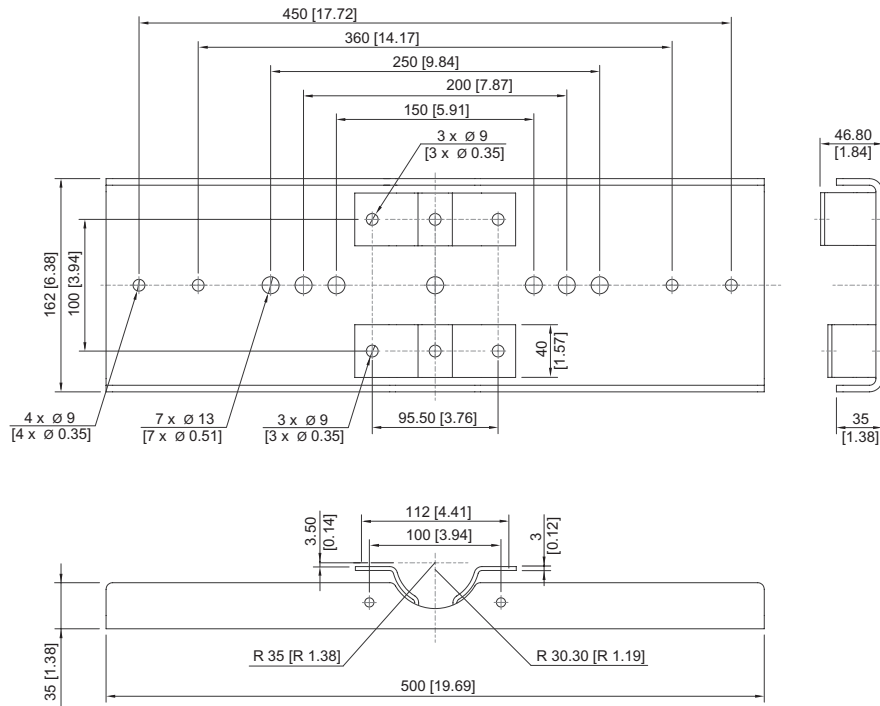 450 [17.72]
360 [14.17]
250 [9.84]
200 [7.87]
150 [5.91]
3 x Ø 9
[3 x Ø 0.35]
46.80
[1.84]
162 [6.38]
100 [3.94]
40
[1.57]
4 x Ø 9
[4 x Ø 0.35]
7 x Ø 13
[7 x Ø 0.51]
3 x Ø 9
[3 x Ø 0.35]
95.50 [3.76]
35
[1.38]
3.50
[0.14]
112 [4.41]
100 [3.94]
3
[0.12]
35
[1.38]
R 35 [R 1.38]
R 30.30 [R 1.19]
500 [19.69]